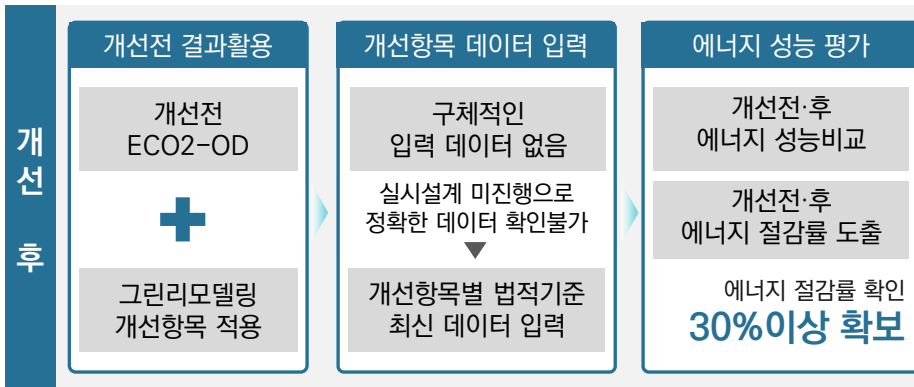 개선 후
개선전 결과활용
개선전
ECO2-OD
그린리모델링
개선항목 적용
개선항목 데이터 입력
구체적인
입력 데이터 없음
실시설계 미진행으로
정확한 데이터 확인불가
개선항목별 법적기준
최신 데이터 입력
에너지 성능 평가
개선전·후
에너지 성능비교
개선전·후
에너지 절감률 도출
에너지 절감률 확인
30%이상 확보